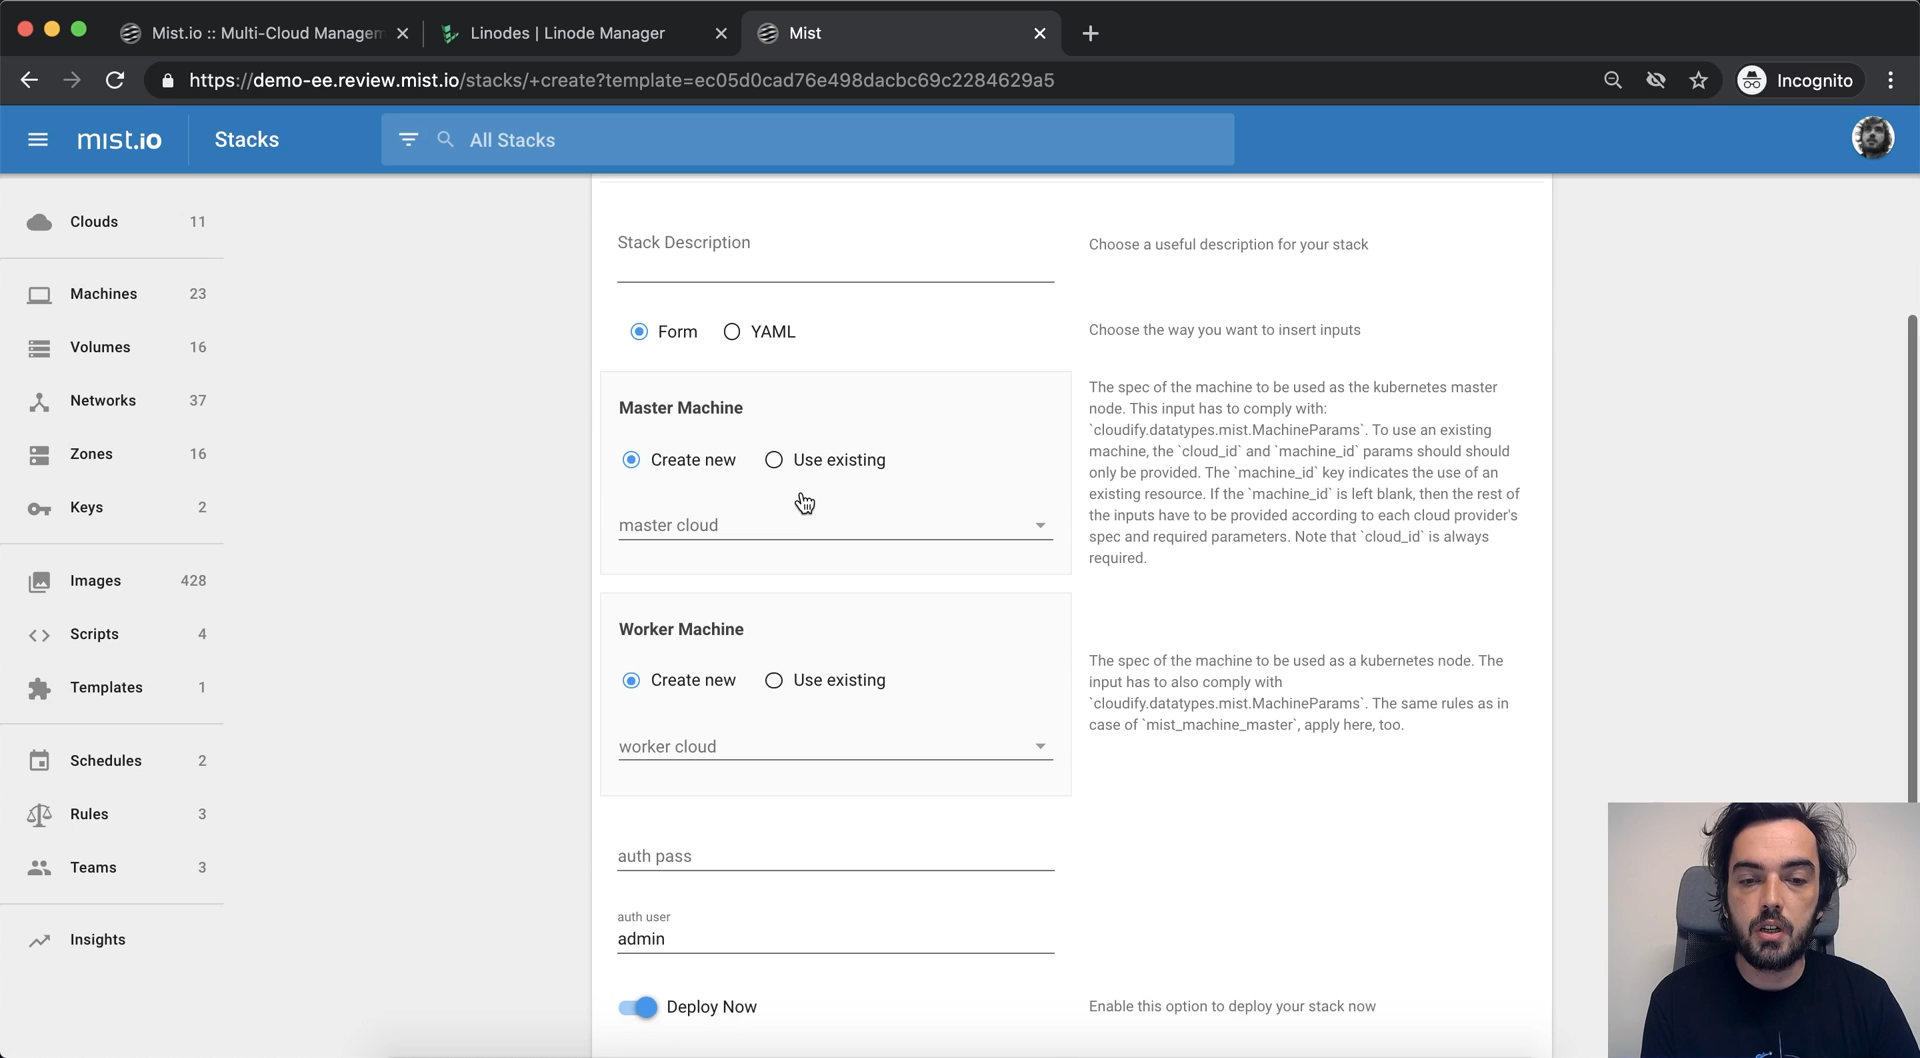 Mist.io :: Multi-Cloud Managem
Linodes | Linode Manager
Mist
https://demo-ee.review.mist.io/stacks/+create?template=ec05d0cad76e498dacbc69c2284629a5
Incognito
mist.io
Stacks
All Stacks
Clouds 11
Machines 23
Volumes 16
Networks 37
Zones 16
Keys 2
Images 428
Scripts 4
Templates 1
Schedules 2
Rules 3
Teams 3
Insights
Stack Description
Choose a useful description for your stack
Form
YAML
Choose the way you want to insert inputs
Master Machine
Create new
Use existing
master cloud
The spec of the machine to be used as the kubernetes master
node. This input has to comply with:
`cloudify.datatypes.mist.MachineParams`. To use an existing
machine, the `cloud_id` and `machine_id` params should should
only be provided. The `machine_id` key indicates the use of an
existing resource. If the `machine_id` is left blank, then the rest of
the inputs have to be provided according to each cloud provider's
spec and required parameters. Note that `cloud_id` is always
required.
Worker Machine
Create new
Use existing
worker cloud
The spec of the machine to be used as a kubernetes node. The
input has to also comply with
`cloudify.datatypes.mist.MachineParams`. The same rules as in
case of `mist_machine_master`, apply here, too.
auth pass
auth user
admin
Deploy Now
Enable this option to deploy your stack now